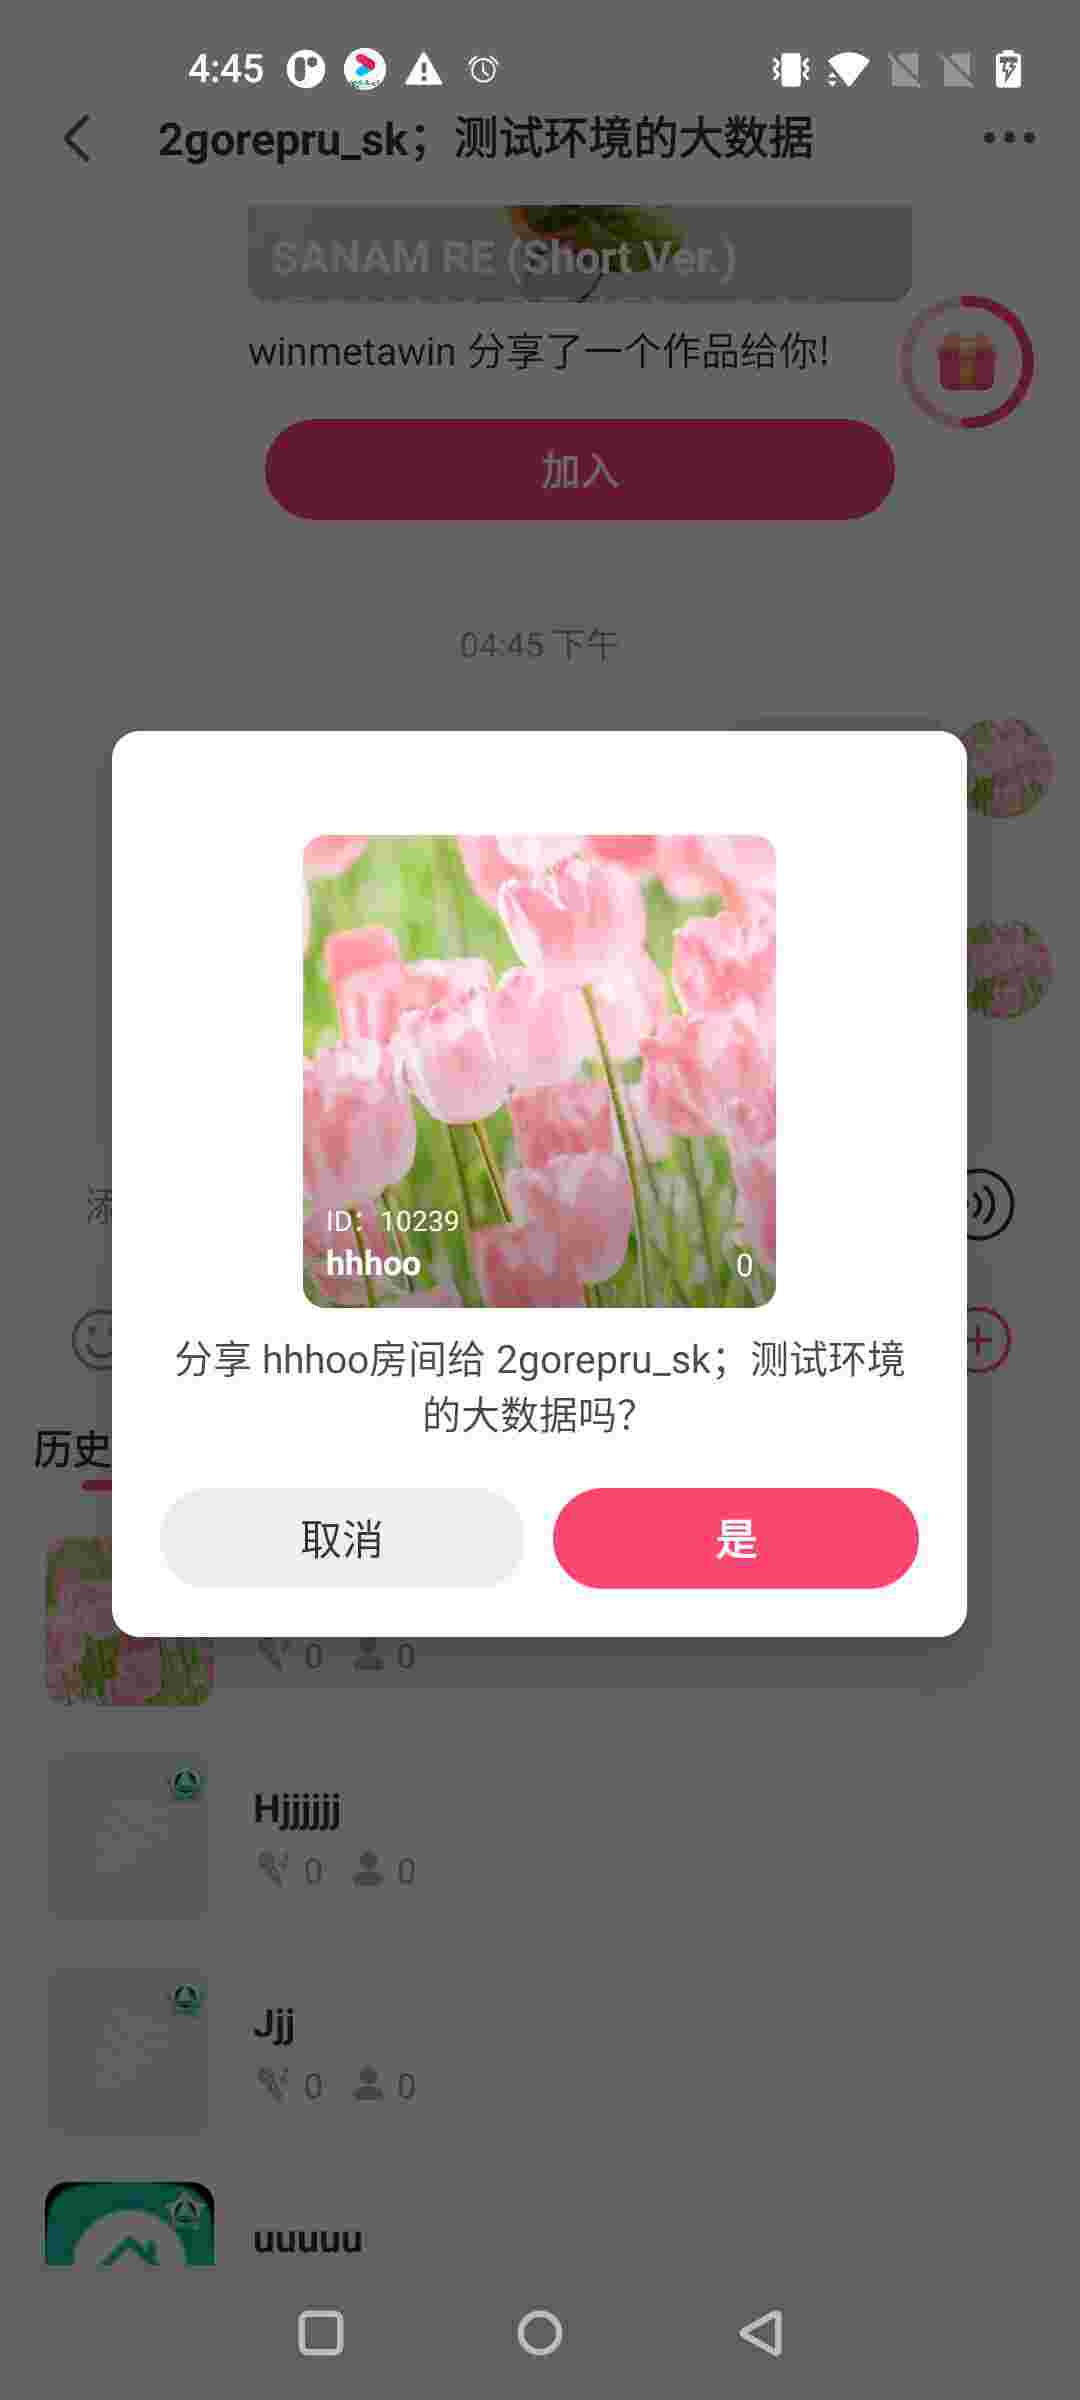 4:45
2gorepru_sk；测试环境的大数据
SANAM RE (Short Ver.)
winmetawin 分享了一个作品给你!
加入
04:45 下午
ID：10239
hhhoo
0
添
分享 hhhoo房间给 2gorepru_sk；测试环境
的大数据吗?
历史
取消
是
0 0
Hjjjjjj
0 0
Jjj
0 0
uuuuu